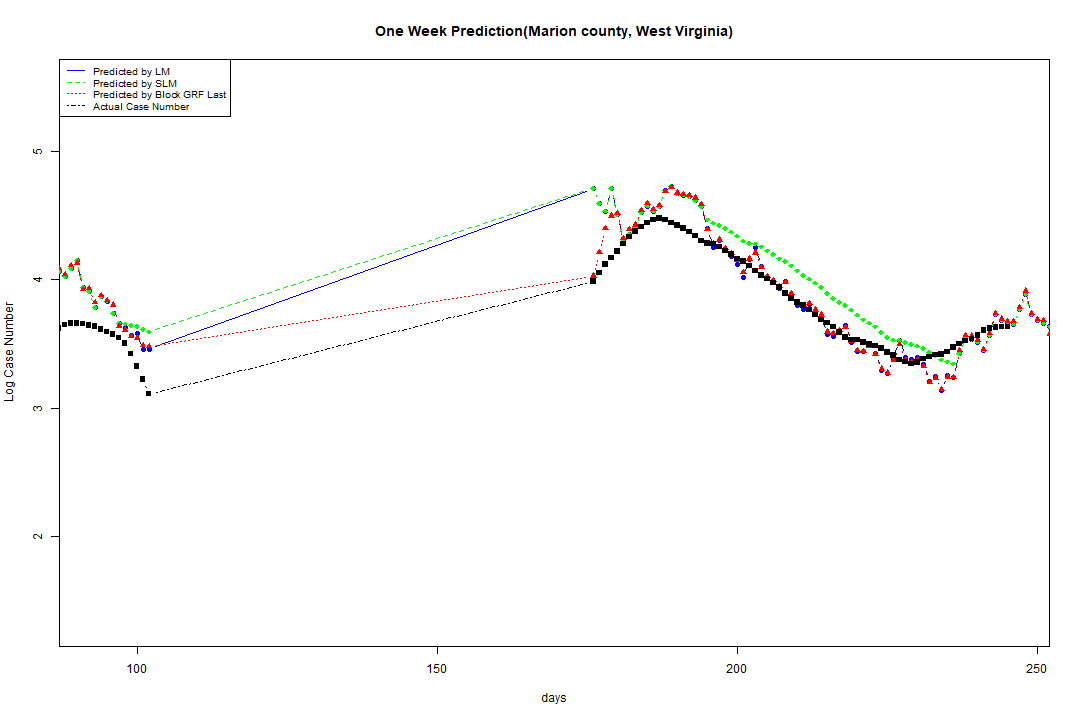 One Week Prediction(Marion county, West Virginia)
Predicted by LM
Predicted by SLM
Predicted by Block GRF Last
Actual Case Number
5
4
3
2
Log Case Number
100 150 200 250
days